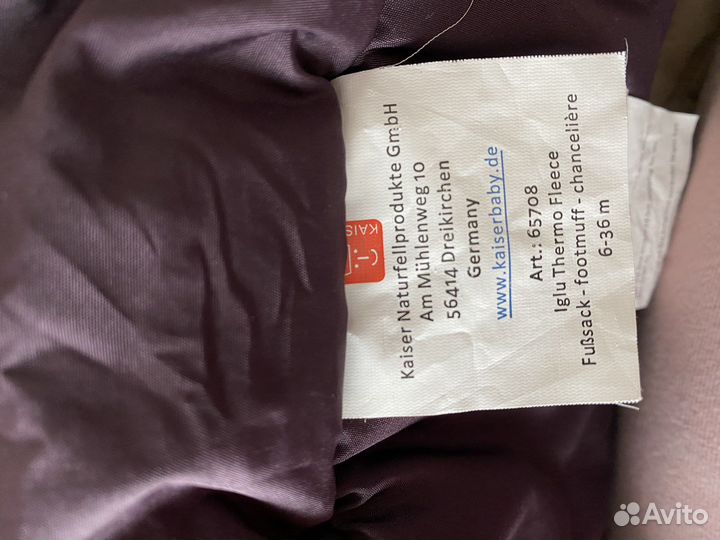 KAIS
Kaiser Naturfellprodukte GmbH
Am Mühlenweg 10
56414 Dreikirchen
Germany
www.kaiserbaby.de
Art.: 65708
Iglu Thermo Fleece
Fußsack - footmuff - chancelière
6-36 m
Avito